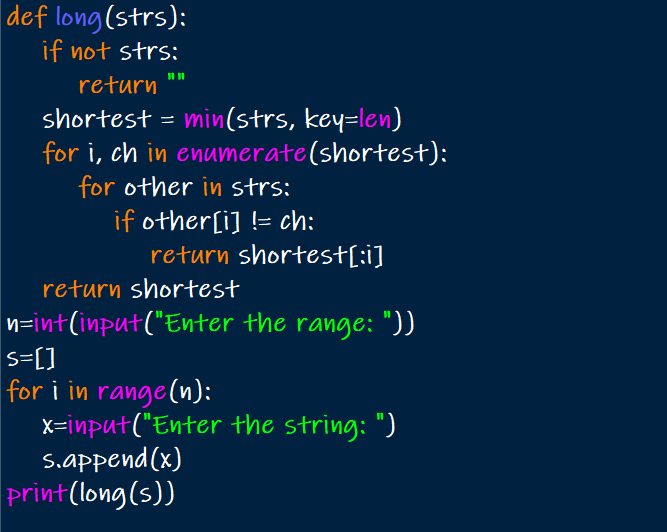 def long(strs):
    if not strs:
        return ""
    shortest = min(strs, key=len)
    for i, ch in enumerate(shortest):
        for other in strs:
            if other[i] != ch:
                return shortest[:i]
    return shortest
n=int(input("Enter the range: "))
s=[]
for i in range(n):
    x=input("Enter the string: ")
    s.append(x)
print(long(s))